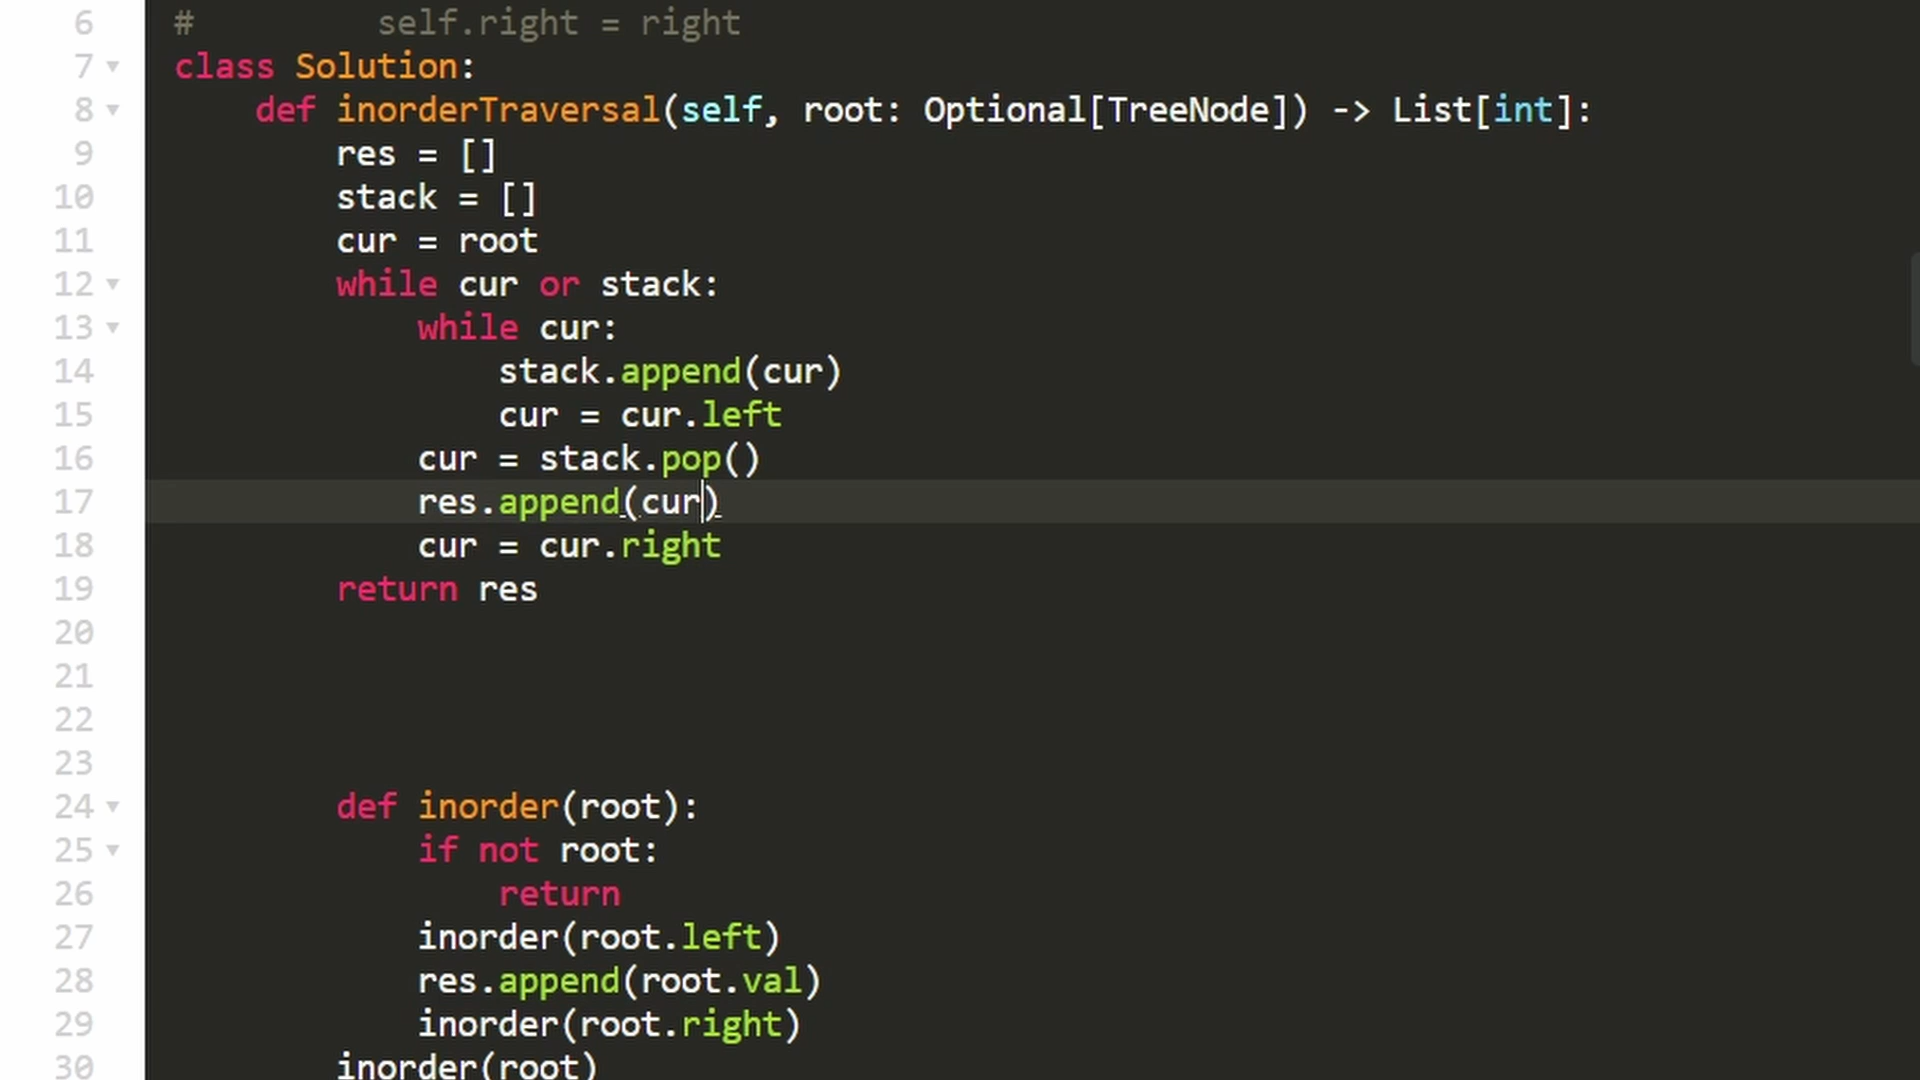 6 #         self.right = right
7 class Solution:
8     def inorderTraversal(self, root: Optional[TreeNode]) -> List[int]:
9         res = []
10         stack = []
11         cur = root
12         while cur or stack:
13             while cur:
14                 stack.append(cur)
15                 cur = cur.left
16             cur = stack.pop()
17             res.append(cur)
18             cur = cur.right
19         return res
20
21
22
23
24         def inorder(root):
25             if not root:
26                 return
27             inorder(root.left)
28             res.append(root.val)
29             inorder(root.right)
30         inorder(root)